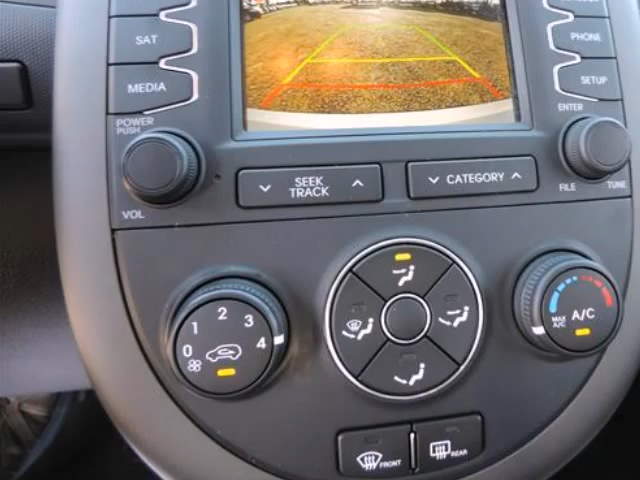 SAT
PHONE
MEDIA
SETUP
POWER
PUSH
ENTER
SEEK
TRACK
CATEGORY
VOL
FILE
TUNE
0 1 2 3 4
MAX
A/C
A/C
FRONT
REAR